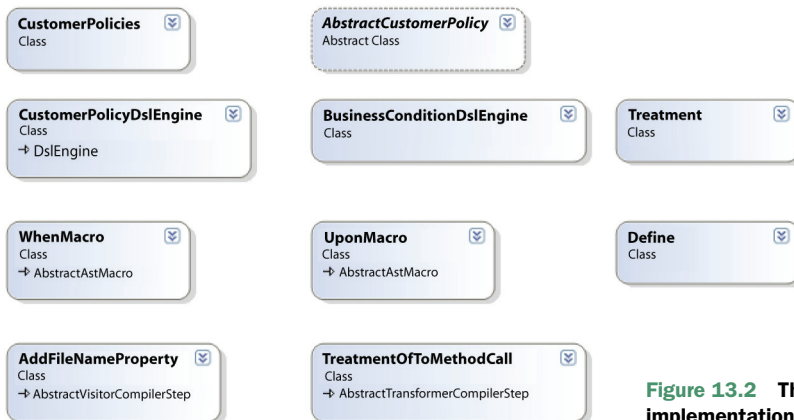 CustomerPolicies
Class
AbstractCustomerPolicy
Abstract Class
CustomerPolicyDslEngine
Class
DslEngine
BusinessConditionDslEngine
Class
Treatment
Class
WhenMacro
Class
AbstractAstMacro
UponMacro
Class
AbstractAstMacro
Define
Class
AddFileNameProperty
Class
AbstractVisitorCompilerStep
TreatmentOfToMethodCall
Class
AbstractTransformerCompilerStep
Figure 13.2
implementation